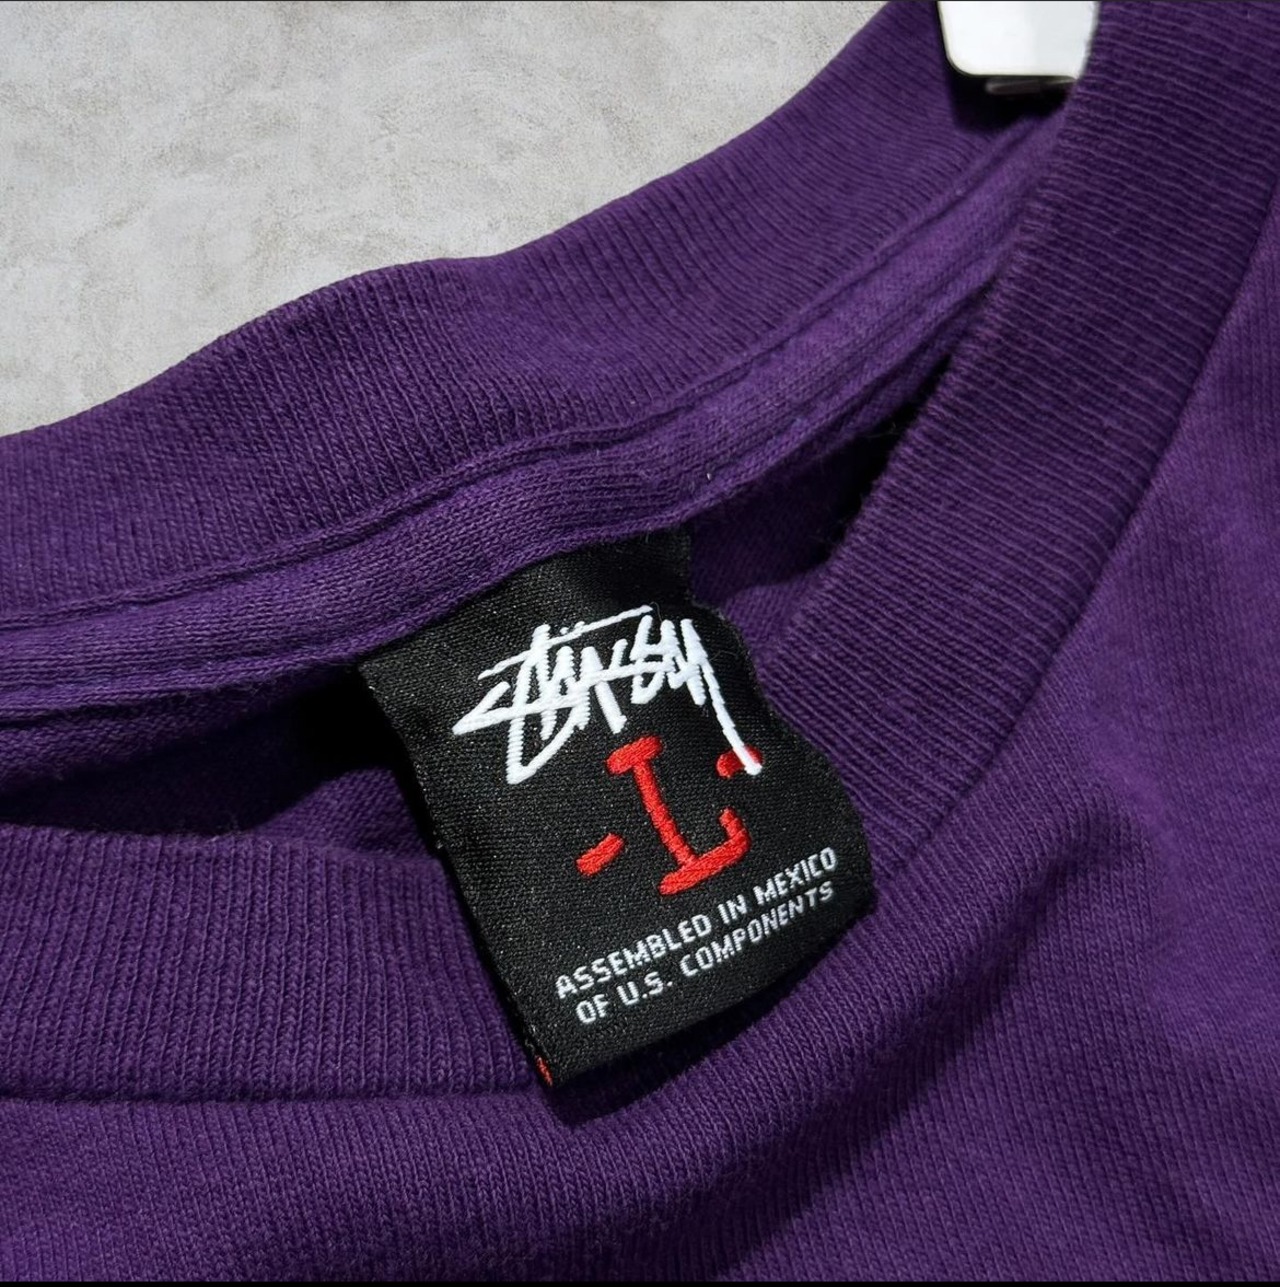 STÜSSY
-L-
ASSEMBLED IN MEXICO
OF U.S. COMPONENTS